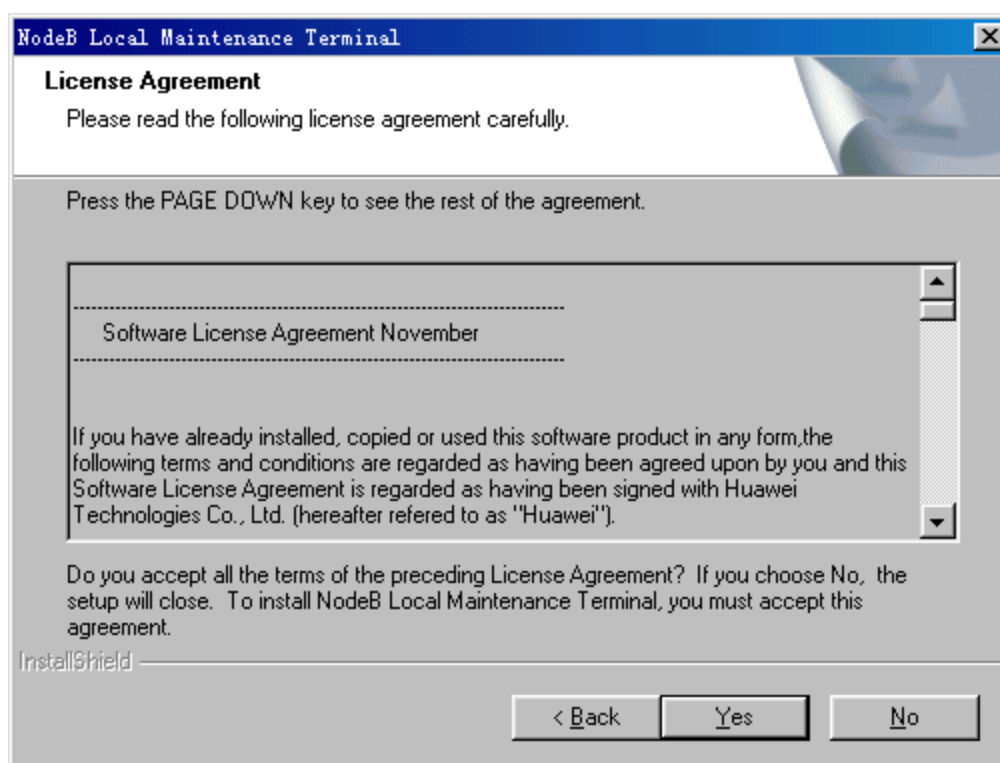 NodeB Local Maintenance Terminal
License Agreement
Please read the following license agreement carefully.
Press the PAGE DOWN key to see the rest of the agreement.
-----------------------------------------------------------------------
Software License Agreement November
-----------------------------------------------------------------------
If you have already installed, copied or used this software product in any form,the
following terms and conditions are regarded as having been agreed upon by you and this
Software License Agreement is regarded as having been signed with Huawei
Technologies Co., Ltd. (hereafter refered to as "Huawei").
Do you accept all the terms of the preceding License Agreement? If you choose No, the
setup will close. To install NodeB Local Maintenance Terminal, you must accept this
agreement.
InstallShield
< Back
Yes
No